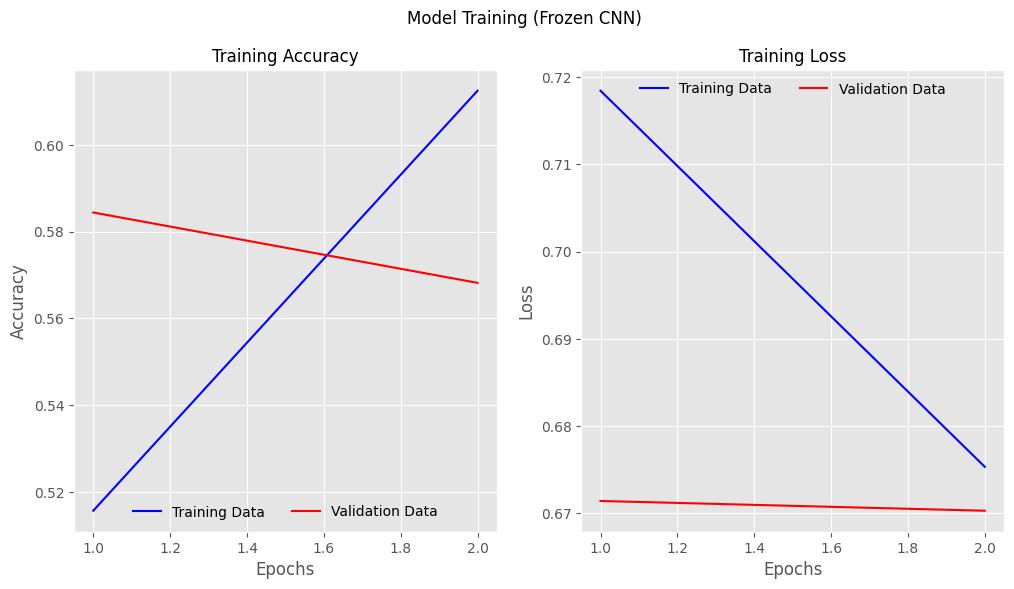 Model Training (Frozen CNN)
Training Accuracy
Accuracy
0.60
0.58
0.56
0.54
0.52
Training Data Validation Data
1.0 1.2 1.4 1.6 1.8 2.0
Epochs
Training Loss
Loss
0.72
Training Data Validation Data
0.71
0.70
0.69
0.68
0.67
1.0 1.2 1.4 1.6 1.8 2.0
Epochs